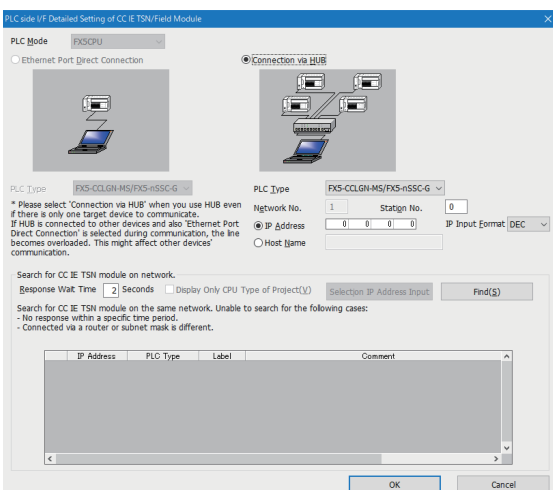 PLC side I/F Detailed Setting of CC IE TSN/Field Module
PLC Mode FX5CPU
Ethernet Port Direct Connection
Connection via HUB
PLC Type FX5-CCLGN-MS/FX5-nSSC-G
* Please select 'Connection via HUB' when you use HUB even
if there is only one target device to communicate.
If HUB is connected to other devices and also 'Ethernet Port
Direct Connection' is selected during communication, the line
becomes overloaded. This might affect other devices'
communication.
PLC Type FX5-CCLGN-MS/FX5-nSSC-G
Network No. 1 Station No. 0
IP Address 0 0 0 0 IP Input Format DEC
Host Name
Search for CC IE TSN module on network.
Response Wait Time 2 Seconds Display Only CPU Type of Project(V) Selection IP Address Input Find(S)
Search for CC IE TSN module on the same network. Unable to search for the following cases:
- No response within a specific time period.
- Connected via a router or subnet mask is different.
IP Address PLC Type Label Comment
OK Cancel